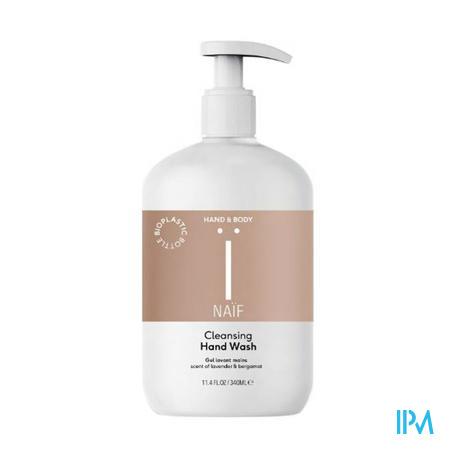 BIOPLASTIC BOTTLE
HAND & BODY
Ï
NAÏF
Cleansing
Hand Wash
Gel lavant mains
scent of lavender & bergamot
11.4 FL.OZ / 340ML ℮
IPM